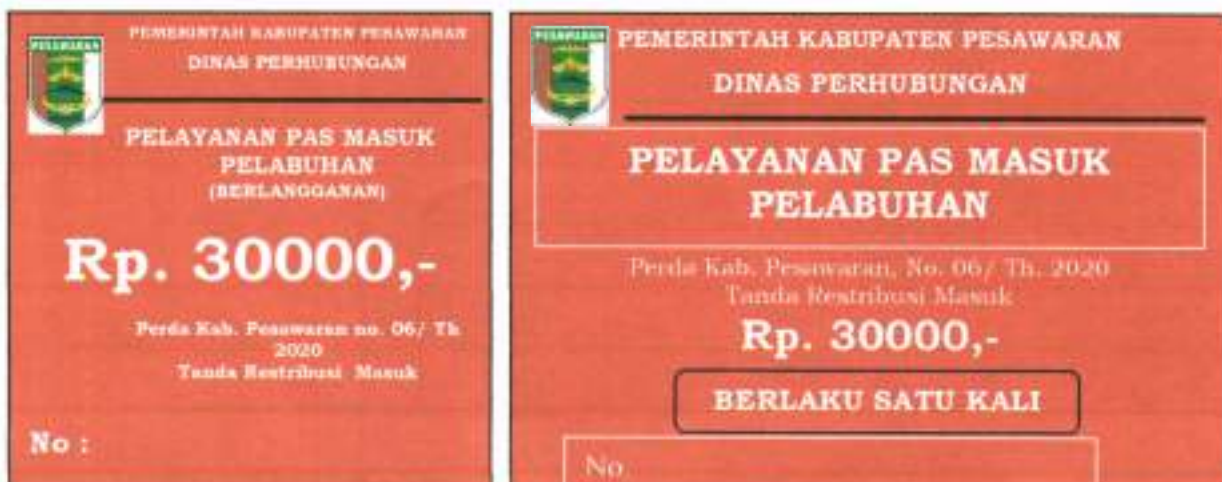 PESAWARAN
PEMERINTAH KABUPATEN PESAWARAN
DINAS PERHUBUNGAN
PELAYANAN PAS MASUK
PELABUHAN
(BERLANGGANAN)
Rp. 30000,-
Perda Kab. Pesawaran no. 06/ Th
2020
Tanda Restribusi Masuk
No :
PESAWARAN
PEMERINTAH KABUPATEN PESAWARAN
DINAS PERHUBUNGAN
PELAYANAN PAS MASUK
PELABUHAN
Perda Kab. Pesawaran, No. 06/ Th. 2020
Tanda Restribusi Masuk
Rp. 30000,-
BERLAKU SATU KALI
No